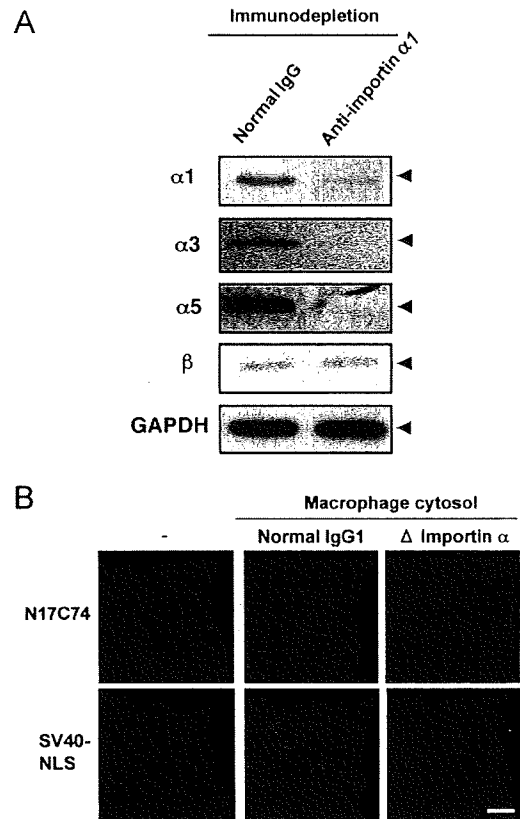 A
Immunodepletion
Normal IgG
Anti-importin α1
α1
α3
α5
β
GAPDH
B
Macrophage cytosol
-
Normal IgG1
Δ Importin α
N17C74
SV40-
NLS